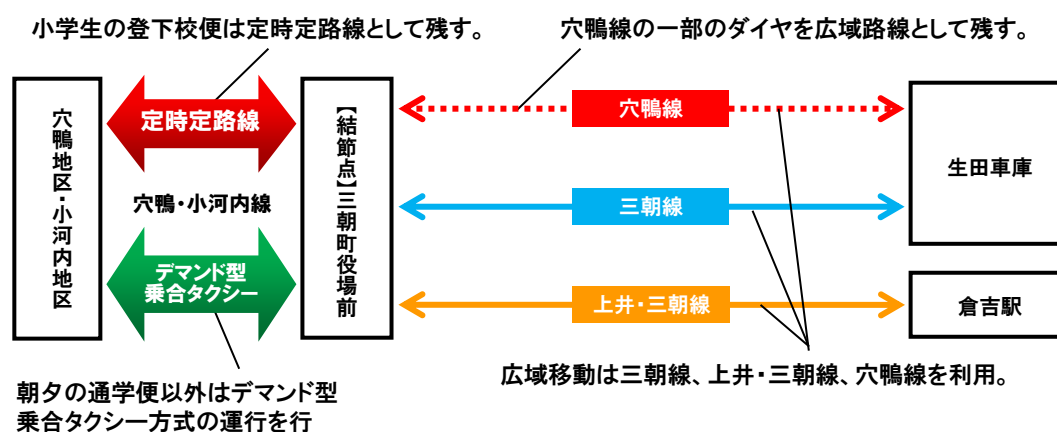 小学生の登下校便は定時定路線として残す。
穴鴨線の一部のダイヤを広域路線として残す。
穴鴨地区・小河内地区
定時定路線
穴鴨・小河内線
デマンド型
乗合タクシー
【結節点】三朝町役場前
穴鴨線
三朝線
上井・三朝線
生田車庫
倉吉駅
広域移動は三朝線、上井・三朝線、穴鴨線を利用。
朝夕の通学便以外はデマンド型
乗合タクシー方式の運行を行